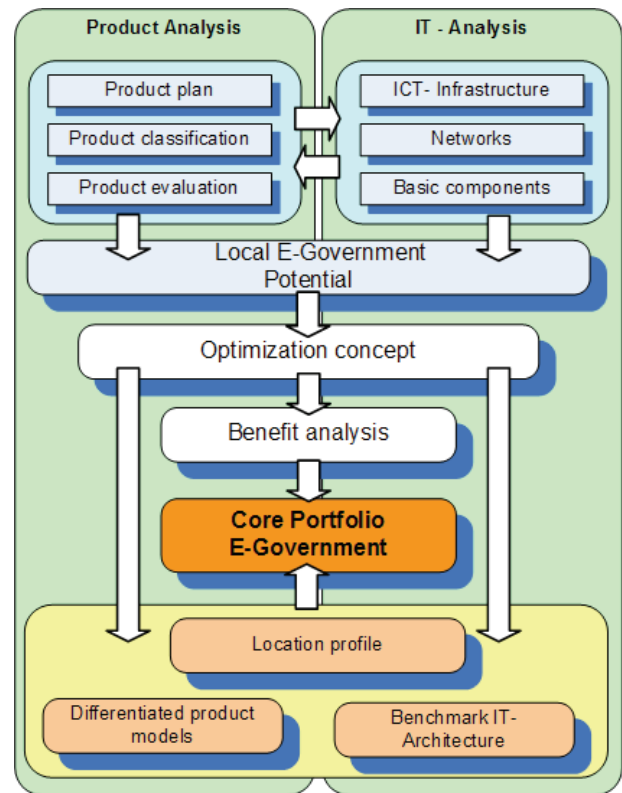 Product Analysis
IT - Analysis
Product plan
Product classification
Product evaluation
ICT- Infrastructure
Networks
Basic components
Local E-Government
Potential
Optimization concept
Benefit analysis
Core Portfolio
E-Government
Location profile
Differentiated product
models
Benchmark IT-
Architecture